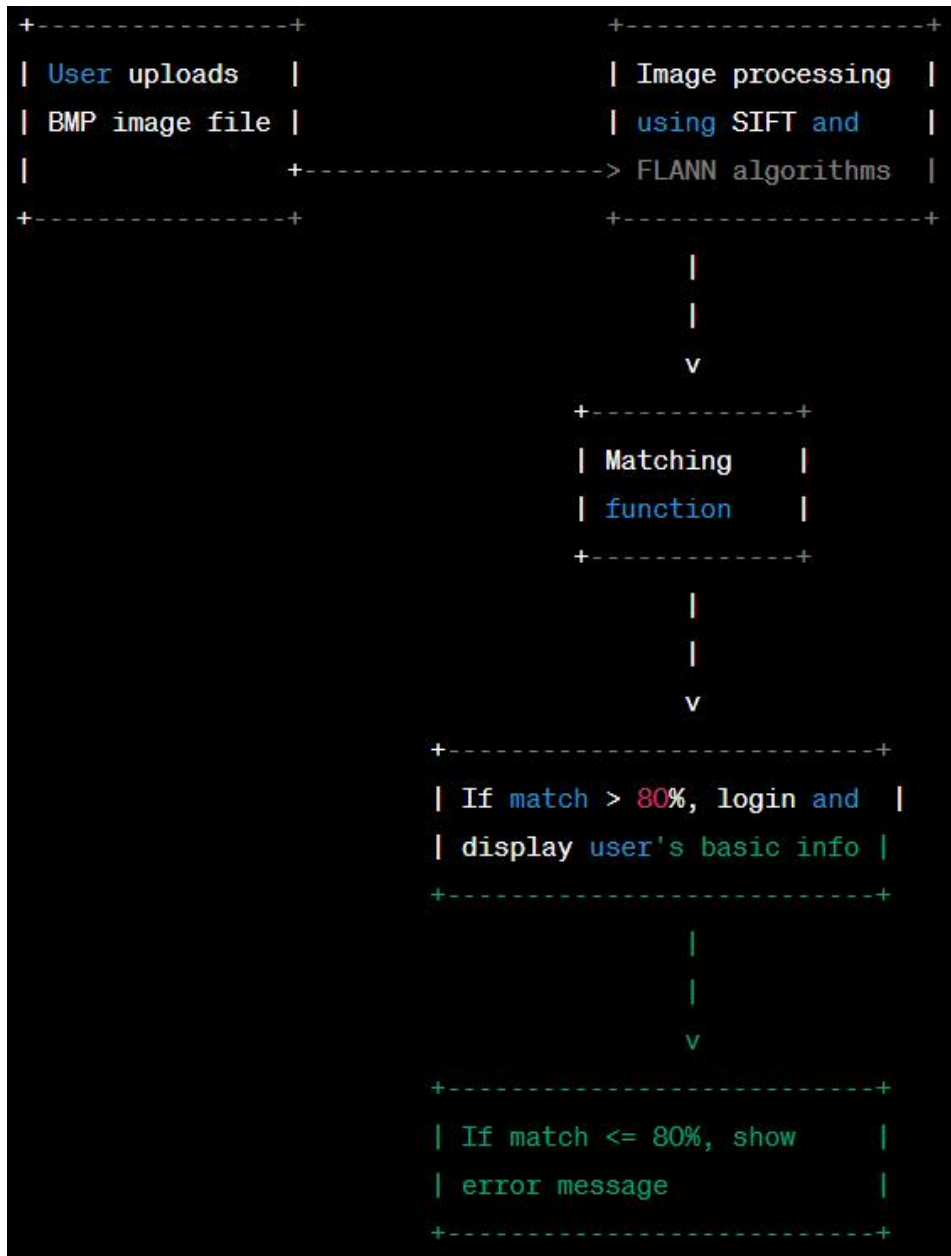 +----------------+                   +-------------------+
| User uploads   |                   | Image processing  |
| BMP image file |                   | using SIFT and    |
|                +-------------------> FLANN algorithms  |
+----------------+                   +-------------------+
                                          |
                                          |
                                          v
                                   +-------------+
                                   | Matching    |
                                   | function    |
                                   +-------------+
                                          |
                                          |
                                          v
                          +---------------------------+
                          | If match > 80%, login and  |
                          | display user's basic info |
                          +---------------------------+
                                          |
                                          |
                                          v
                          +---------------------------+
                          | If match <= 80%, show     |
                          | error message             |
                          +---------------------------+